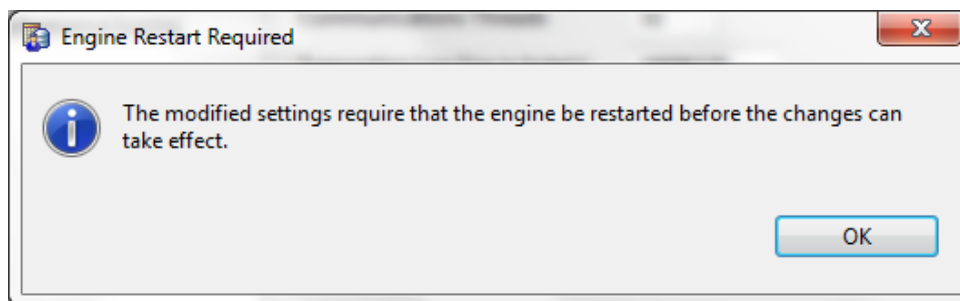 Engine Restart Required
The modified settings require that the engine be restarted before the changes can
take effect.
OK